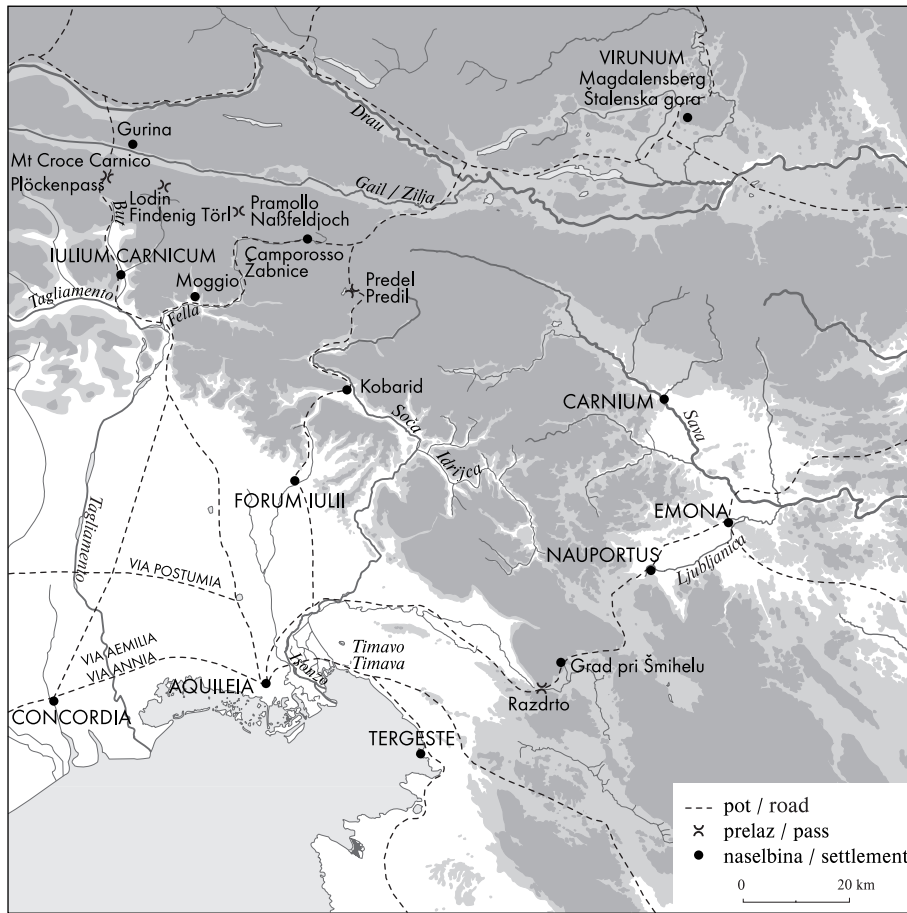 VIRUNUM
Magdalensberg
Štalenska gora
Drau
Gurina
Mt Croce Carnico
Plöckenpass
Lodin
Findenig Törl
Pramollo
Naßfeldjoch
Gail / Zilja
But
IULIUM CARNICUM
Camporosso
Žabnice
Moggio
Predel
Predil
Tagliamento
Fella
Kobarid
CARNIUM
Soča
Sava
Idrijca
FORUM IULII
Tagliamento
EMONA
NAUPORTUS
Ljubljanica
VIA POSTUMIA
VIA AEMILIA
VIA ANNIA
Timavo
Timava
Isonzo
Grad pri Šmihelu
AQUILEIA
Razdrto
CONCORDIA
TERGESTE
pot / road
prelaz / pass
naselbina / settlement
0 20 km